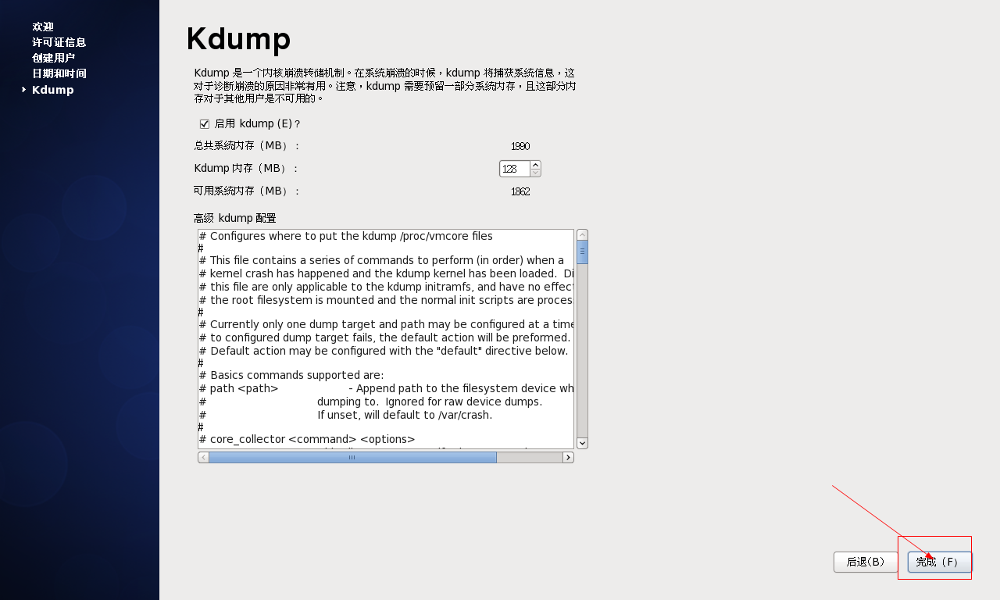 欢迎
许可证信息
创建用户
日期和时间
Kdump
Kdump
Kdump 是一个内核崩溃转储机制。在系统崩溃的时候，kdump 将捕获系统信息，这
对于诊断崩溃的原因非常有用。注意，kdump 需要预留一部分系统内存，且这部分内
存对于其他用户是不可用的。
启用 kdump (E)？
总共系统内存（MB）： 1990
Kdump 内存（MB）： 128
可用系统内存（MB）： 1862
高级 kdump 配置
# Configures where to put the kdump /proc/vmcore files
#
# This file contains a series of commands to perform (in order) when a
# kernel crash has happened and the kdump kernel has been loaded.  Di
# this file are only applicable to the kdump initramfs, and have no effect
# the root filesystem is mounted and the normal init scripts are proces
#
# Currently only one dump target and path may be configured at a time
# to configured dump target fails, the default action will be preformed.
# Default action may be configured with the "default" directive below.
#
# Basics commands supported are:
# path <path> - Append path to the filesystem device wh
# dumping to.  Ignored for raw device dumps.
# If unset, will default to /var/crash.
#
# core_collector <command> <options>
后退(B) 完成（F）